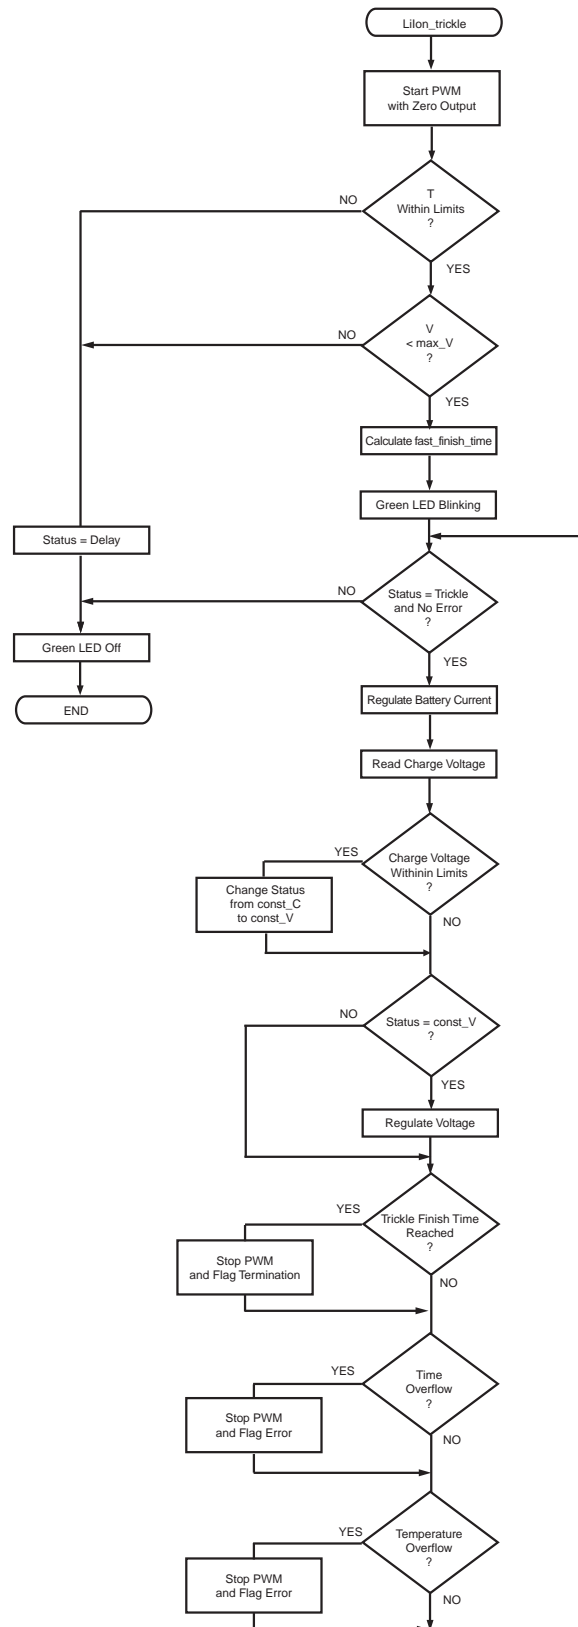 LiIon_trickle
Start PWM
with Zero Output
T
Within Limits
?
NO
YES
V
< max_V
?
NO
YES
Calculate fast_finish_time
Green LED Blinking
Status = Delay
Status = Trickle
and No Error
?
NO
YES
Green LED Off
END
Regulate Battery Current
Read Charge Voltage
Charge Voltage
Withinin Limits
?
YES
NO
Change Status
from const_C
to const_V
Status = const_V
?
NO
YES
Regulate Voltage
Trickle Finish Time
Reached
?
YES
NO
Stop PWM
and Flag Termination
Time
Overflow
?
YES
NO
Stop PWM
and Flag Error
Temperature
Overflow
?
YES
NO
Stop PWM
and Flag Error